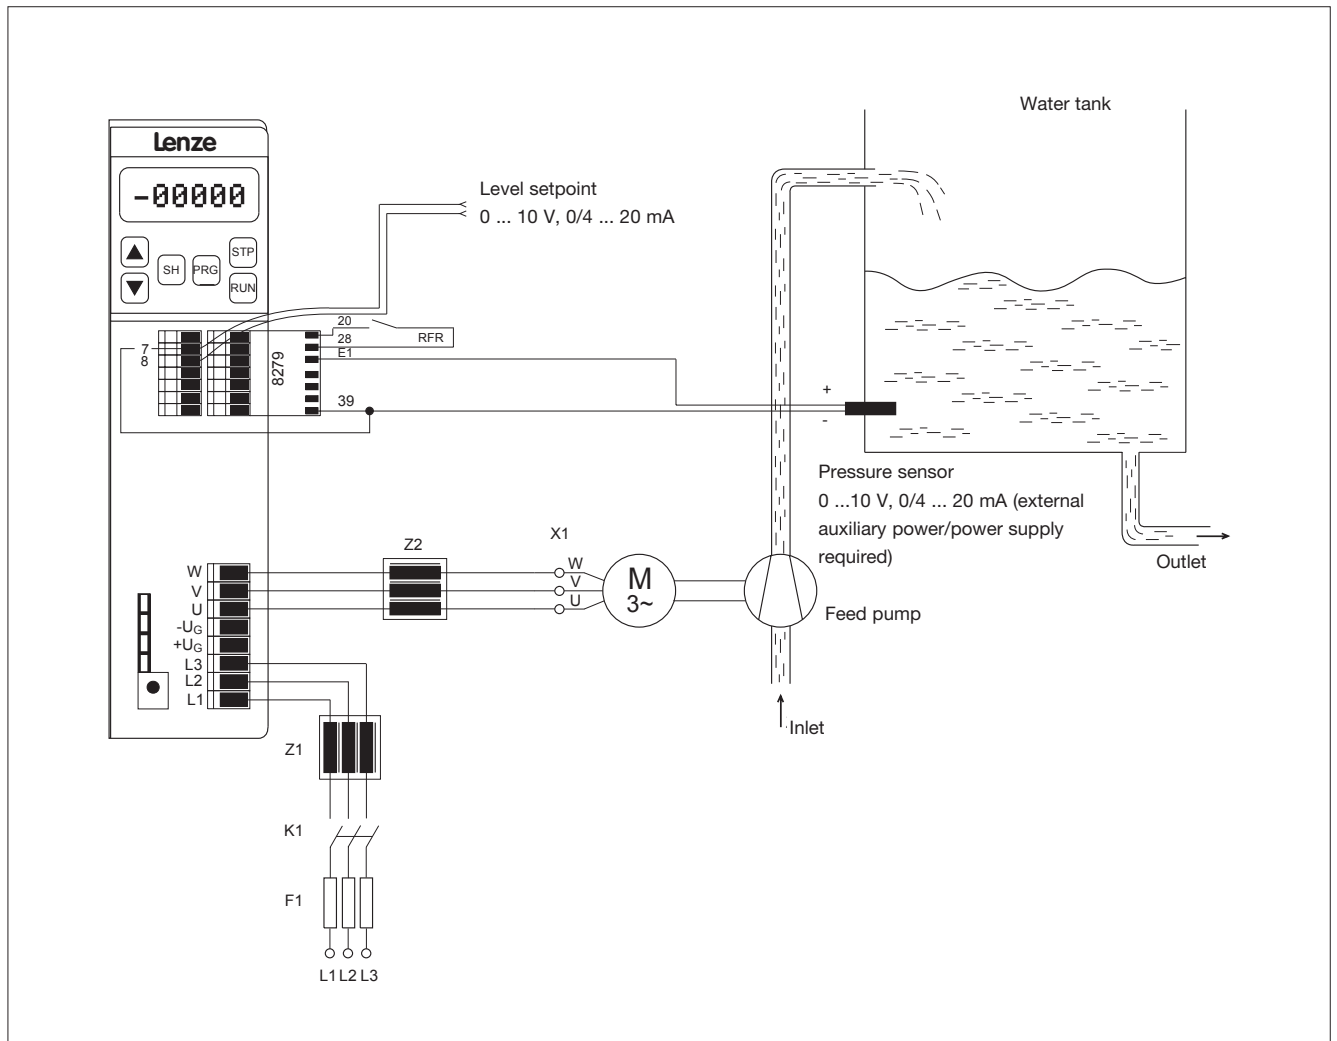 Water tank
Lenze
-00000
Level setpoint
0 ... 10 V, 0/4 ... 20 mA
STP
SH
PRG
RUN
20
28
RFR
E1
7
8
8279
39
+
-
Pressure sensor
0 ...10 V, 0/4 ... 20 mA (external
auxiliary power/power supply
required)
Outlet
Z2
X1
W
V
U
-UG
+UG
L3
L2
L1
W
V
U
M
3~
Feed pump
Inlet
Z1
K1
F1
L1 L2 L3